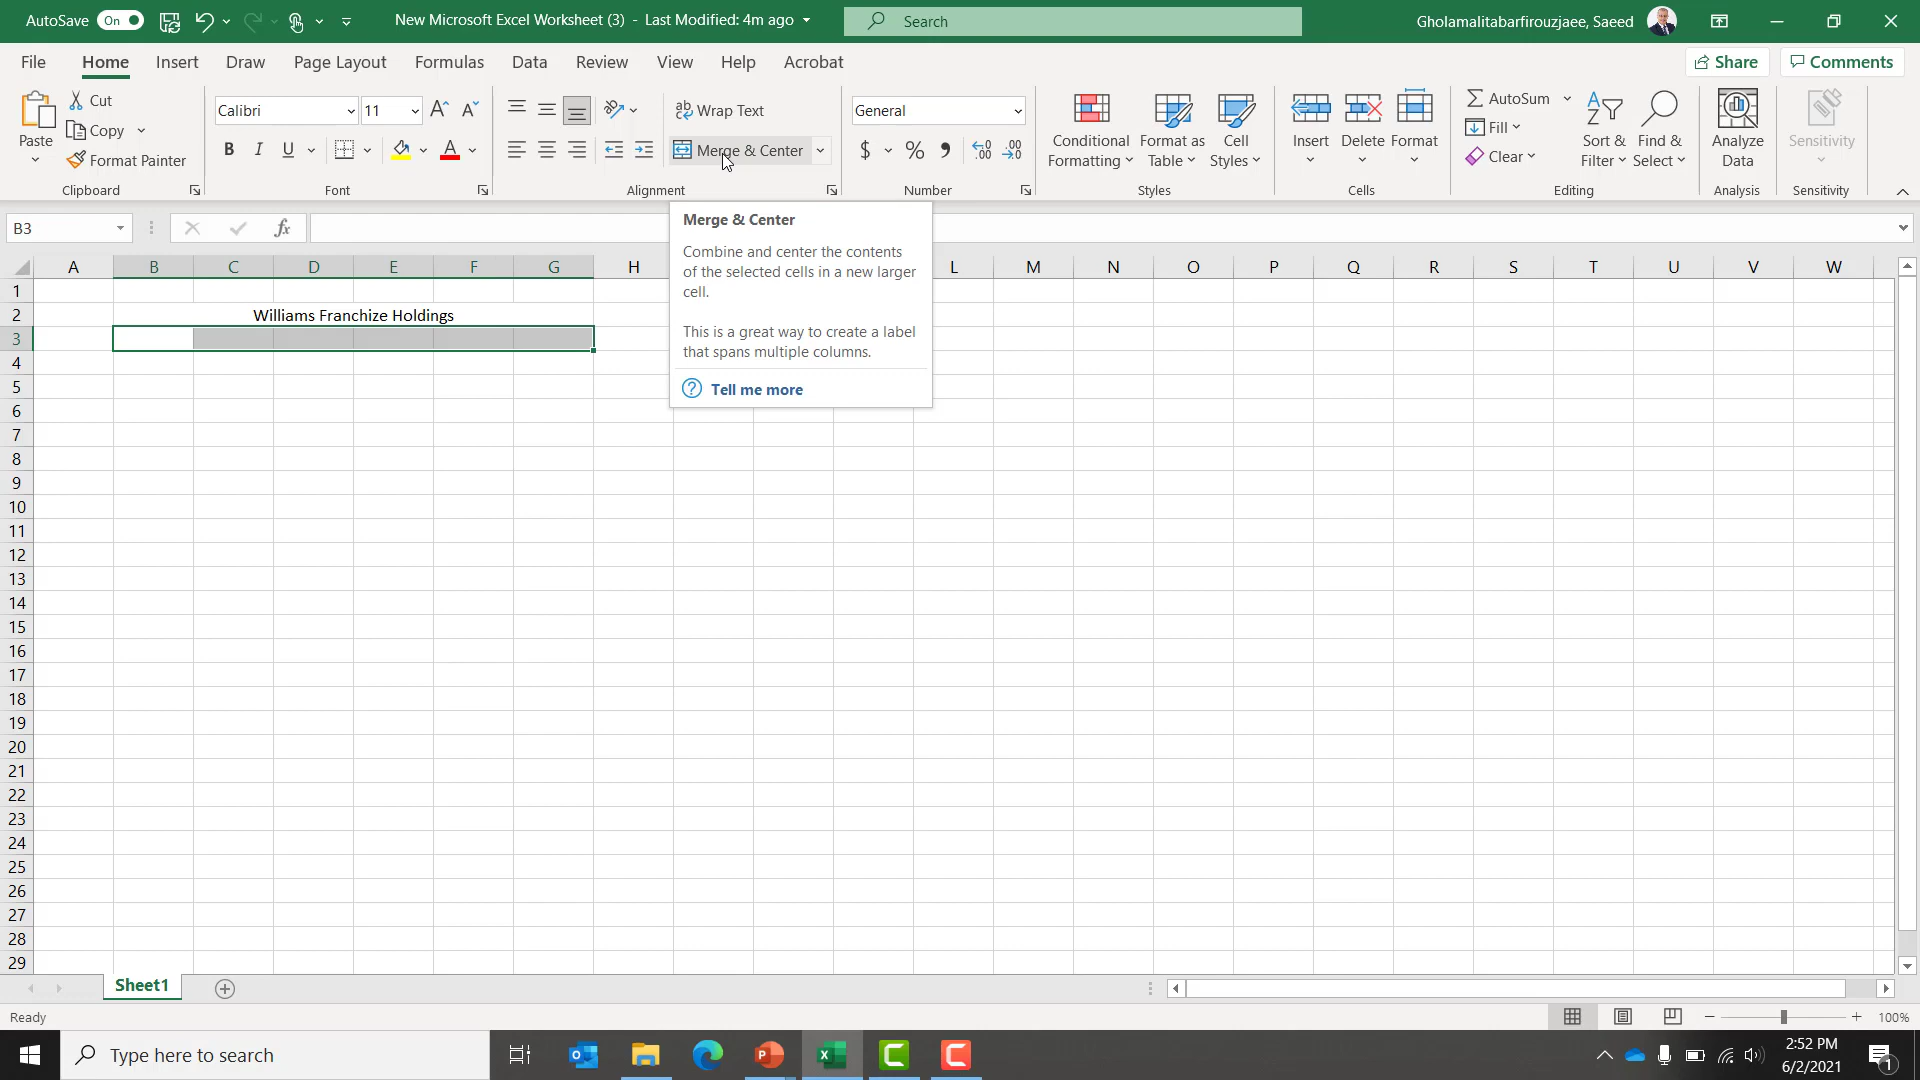 AutoSave On New Microsoft Excel Worksheet (3) - Last Modified: 4m ago Search Gholamalitabarfirouzjaee, Saeed
File Home Insert Draw Page Layout Formulas Data Review View Help Acrobat Share Comments
Paste
Cut
Copy
Format Painter
Clipboard
Calibri 11
B I U A
Font
ab Wrap Text
Merge & Center
Alignment
General
$ % ,
Number
Conditional Formatting
Format as Table
Cell Styles
Styles
Insert Delete Format
Cells
AutoSum
Fill
Clear
Sort & Filter
Find & Select
Editing
Analyze Data
Analysis
Sensitivity
Sensitivity
B3 fx
Merge & Center
Combine and center the contents
of the selected cells in a new larger
cell.
This is a great way to create a label
that spans multiple columns.
Tell me more
A B C D E F G H L M N O P Q R S T U V W
1
2 Williams Franchize Holdings
3
4
5
6
7
8
9
10
11
12
13
14
15
16
17
18
19
20
21
22
23
24
25
26
27
28
29
Sheet1
Ready 100%
Type here to search
2:52 PM
6/2/2021
1